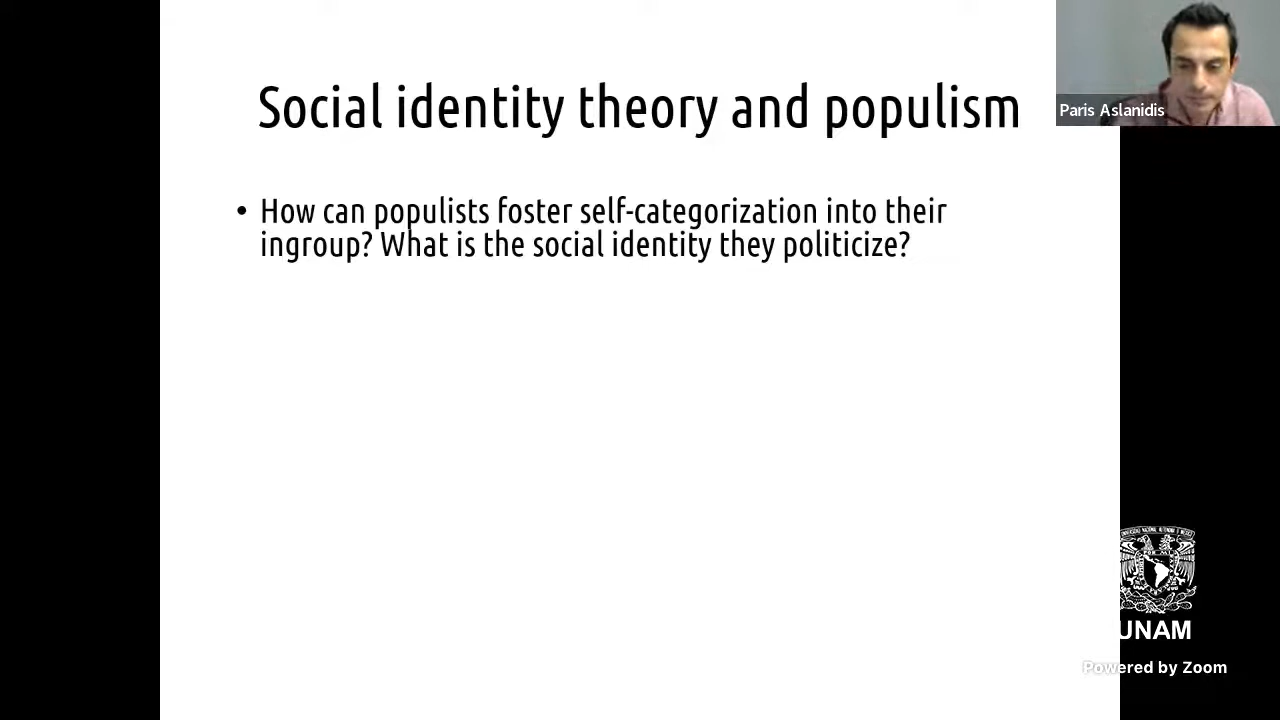 Social identity theory and populism
Paris Aslanidis
• How can populists foster self-categorization into their
ingroup? What is the social identity they politicize?
UNAM
Powered by Zoom